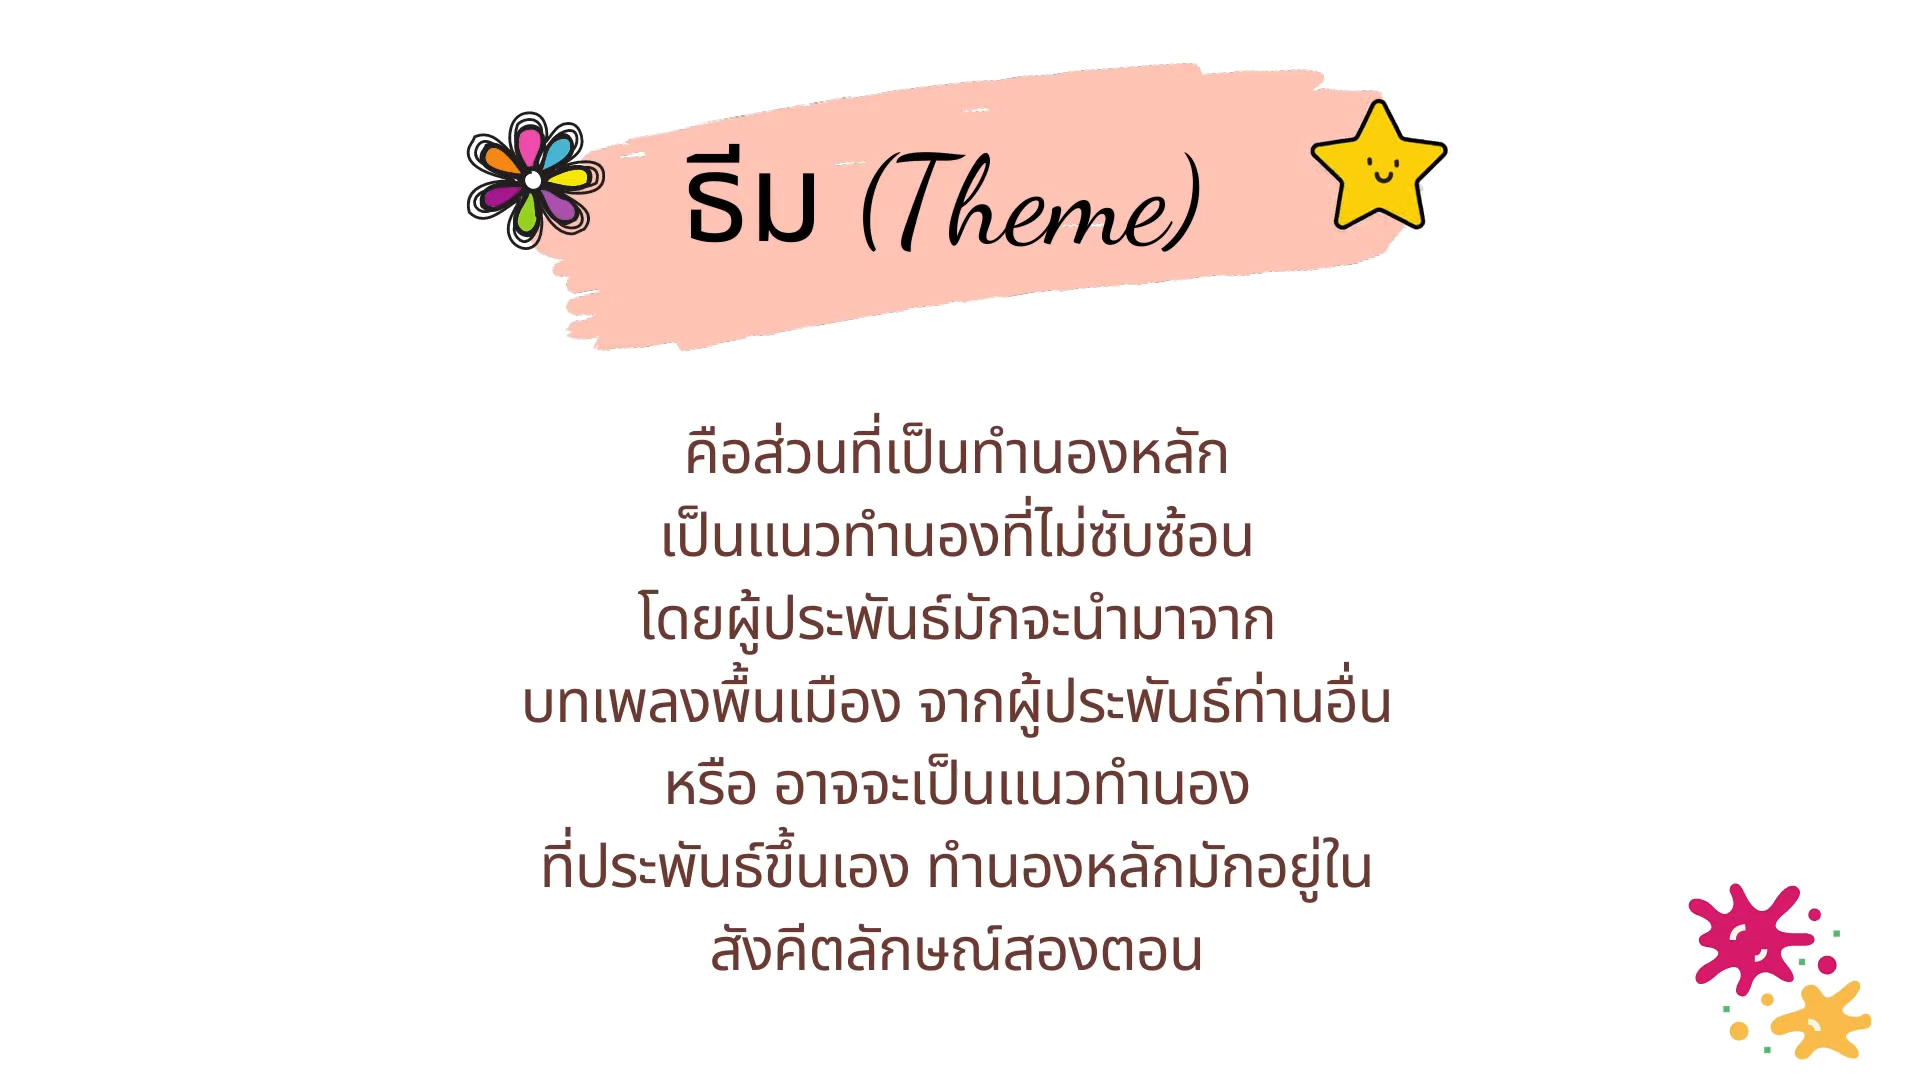 ธีม (Theme)
คือส่วนที่เป็นทำนองหลัก
เป็นแนวทำนองที่ไม่ซับซ้อน
โดยผู้ประพันธ์มักจะนำมาจาก
บทเพลงพื้นเมือง จากผู้ประพันธ์ท่านอื่น
หรือ อาจจะเป็นแนวทำนอง
ที่ประพันธ์ขึ้นเอง ทำนองหลักมักอยู่ใน
สังคีตลักษณ์สองตอน